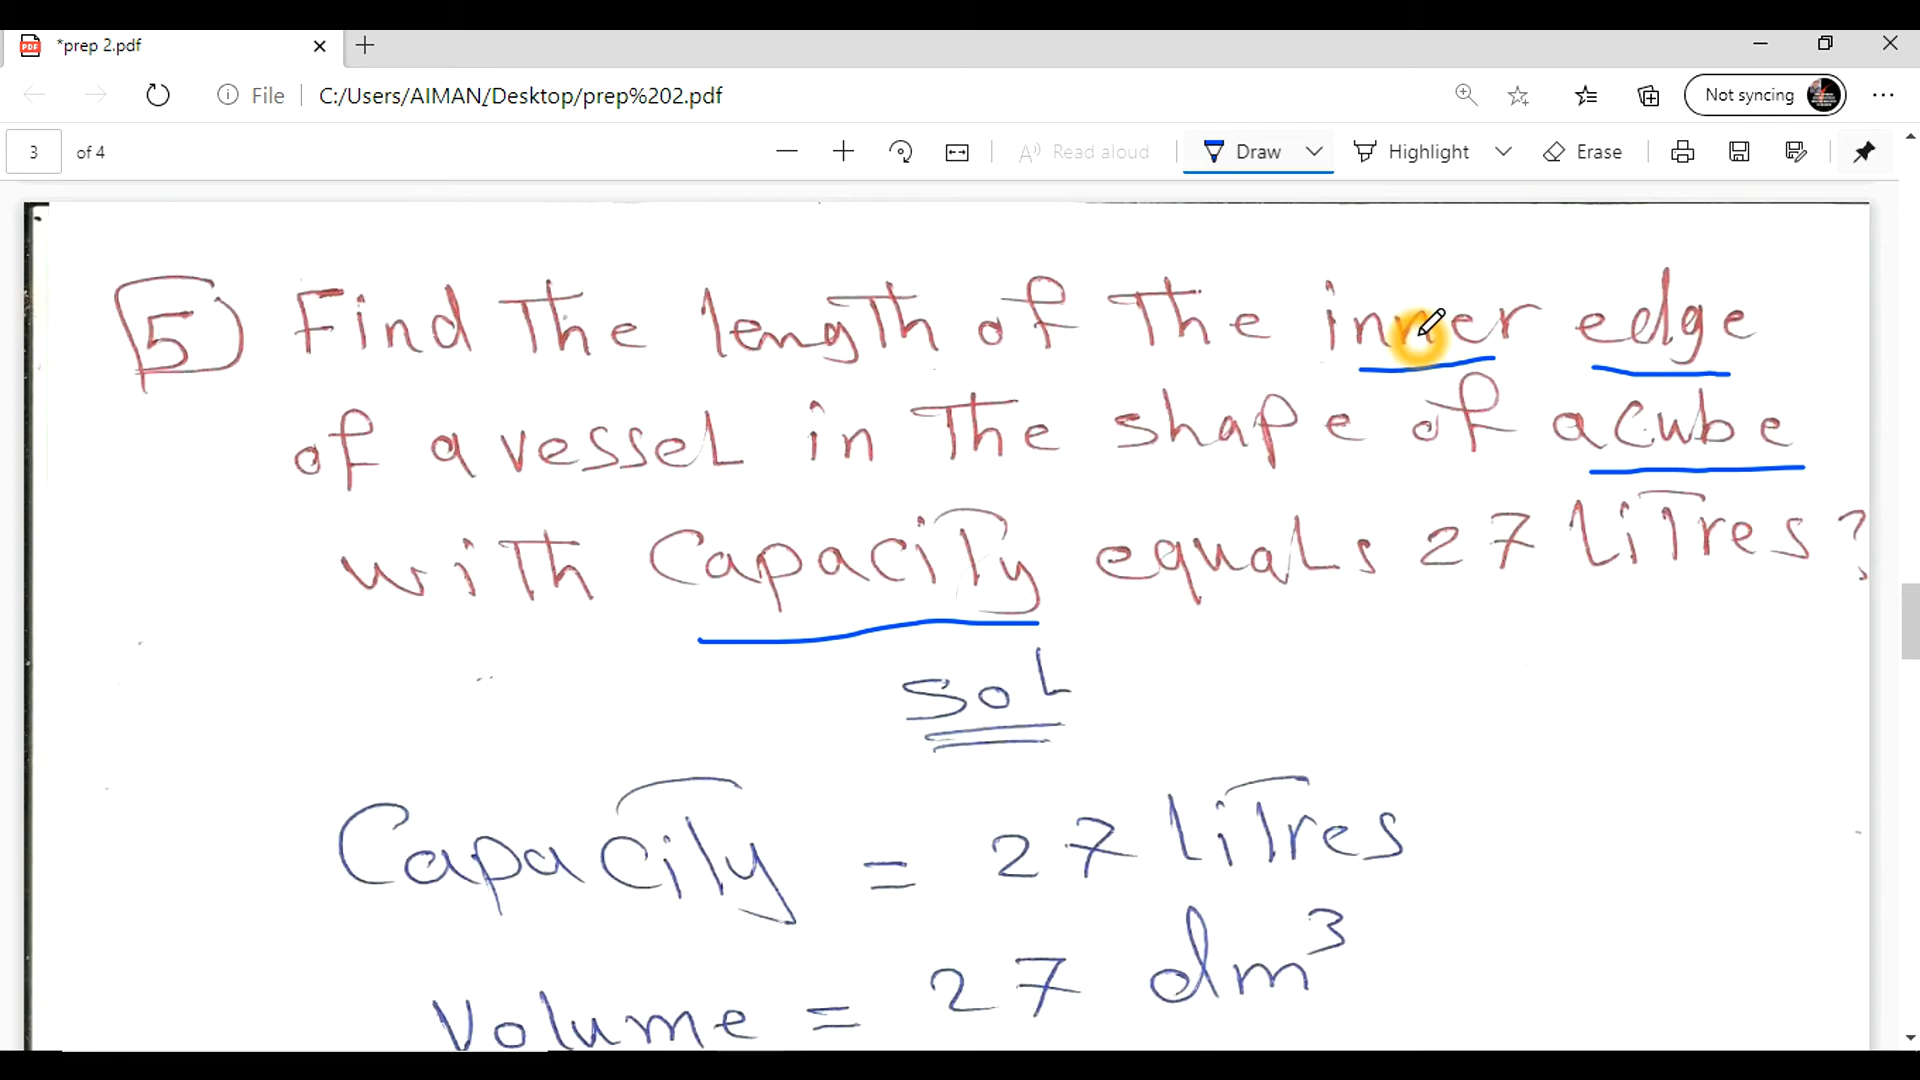 *prep 2.pdf
File C:/Users/AIMAN/Desktop/prep%202.pdf Not syncing
3 of 4 Read aloud Draw Highlight Erase
5 Find the length of the inner edge
of a vessel in the shape of a cube
with capacity equals 27 litres?
Sol
Capacity = 27 litres
Volume = 27 dm³